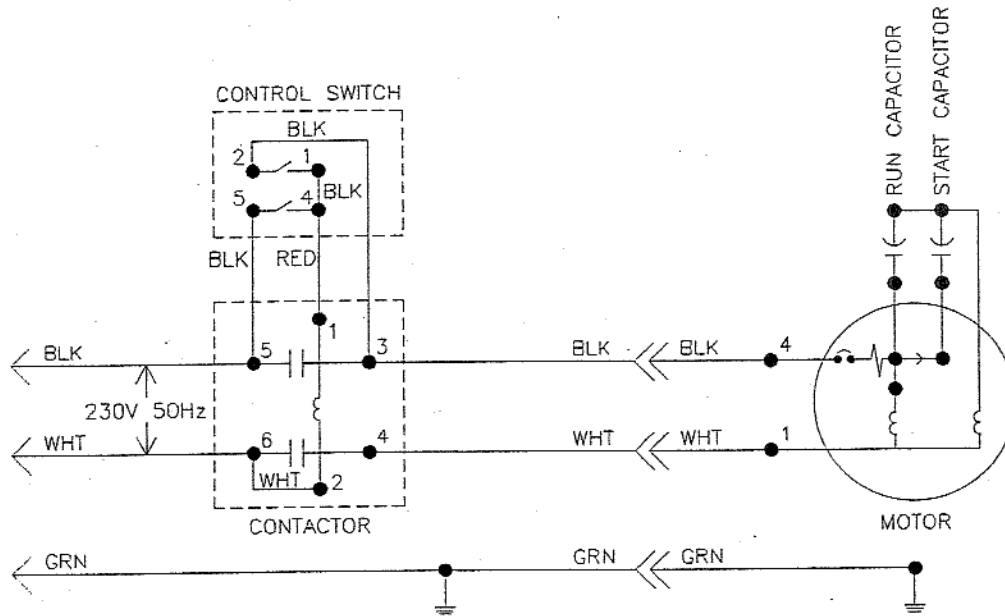 CONTROL SWITCH
BLK
2 1
BLK
5 4
BLK RED
RUN CAPACITOR
START CAPACITOR
1
BLK 5 3 BLK BLK 4
230V 50Hz
WHT 6 4 WHT WHT 1
WHT 2
CONTACTOR
MOTOR
GRN GRN GRN